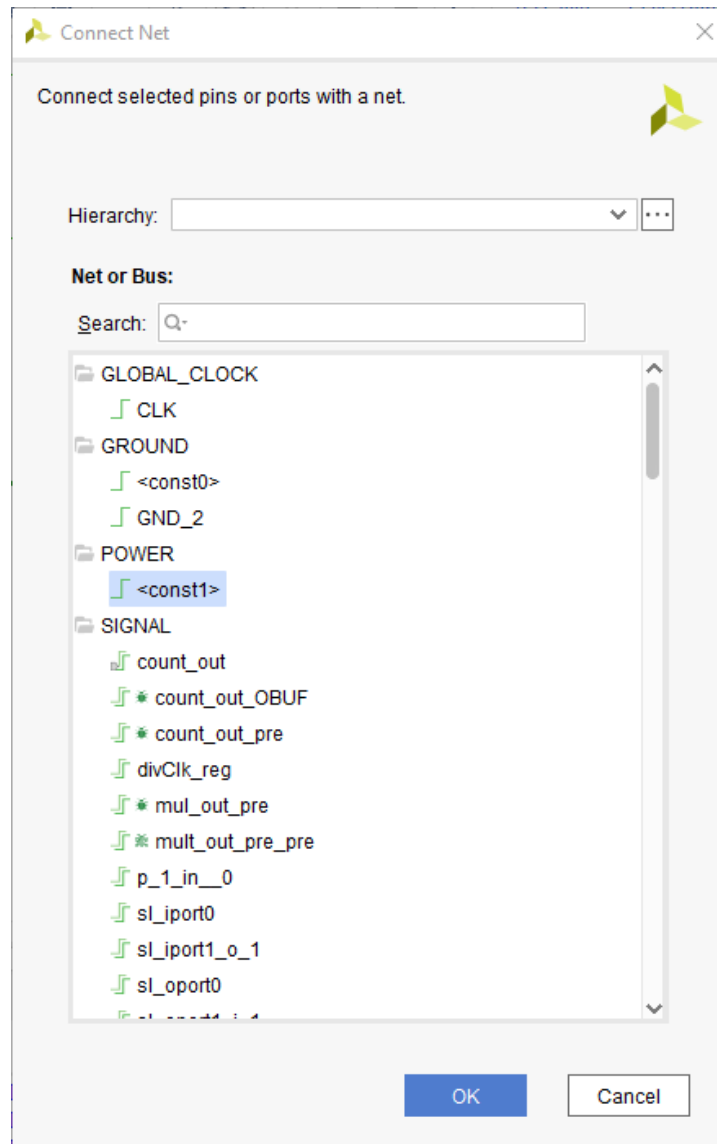 Connect Net
Connect selected pins or ports with a net.
Hierarchy:
Net or Bus:
Search:
GLOBAL_CLOCK
CLK
GROUND
<const0>
GND_2
POWER
<const1>
SIGNAL
count_out
count_out_OBUF
count_out_pre
divClk_reg
mul_out_pre
mult_out_pre_pre
p_1_in__0
sl_iport0
sl_iport1_o_1
sl_oport0
OK Cancel